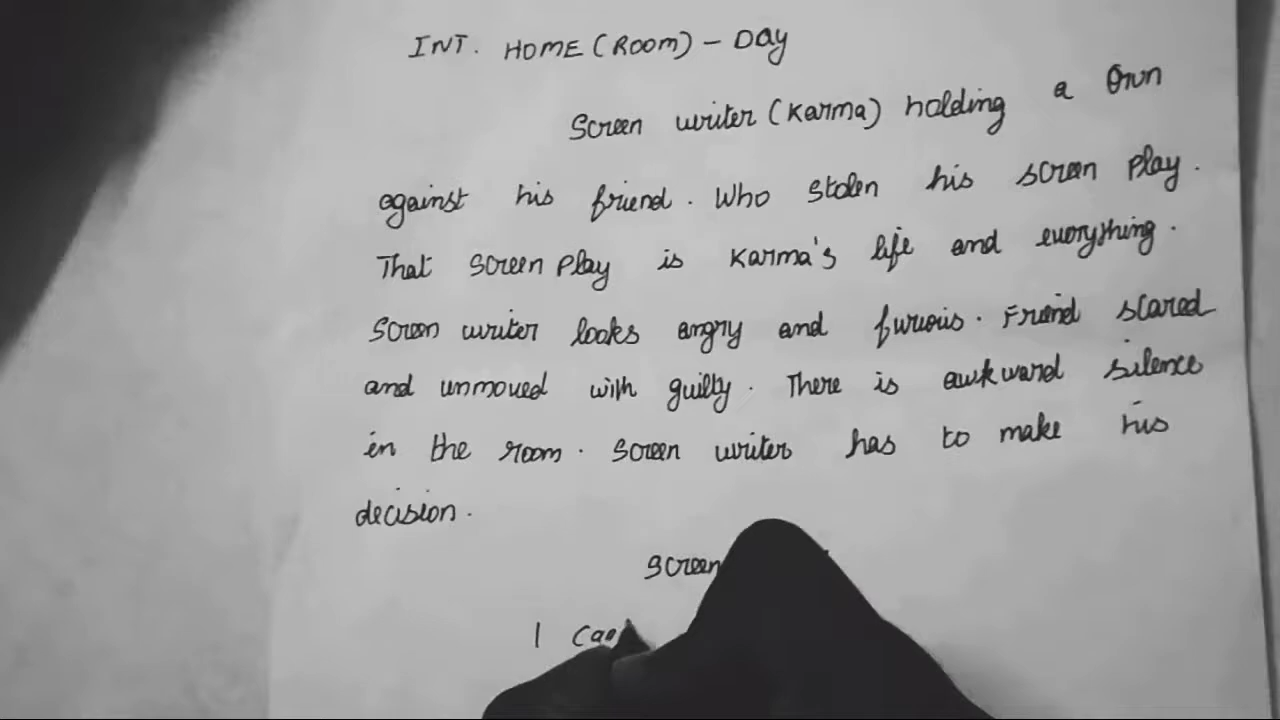 INT. HOME (ROOM) - Day
Screen writer (Karma) holding a Gun
against his friend. Who stolen his screen play.
That screen play is Karma's life and everything.
Screen writer looks angry and furious. Friend scared
and unmoved with guilty. There is awkward silence
in the room. Screen writer has to make his
decision.
Screen
I